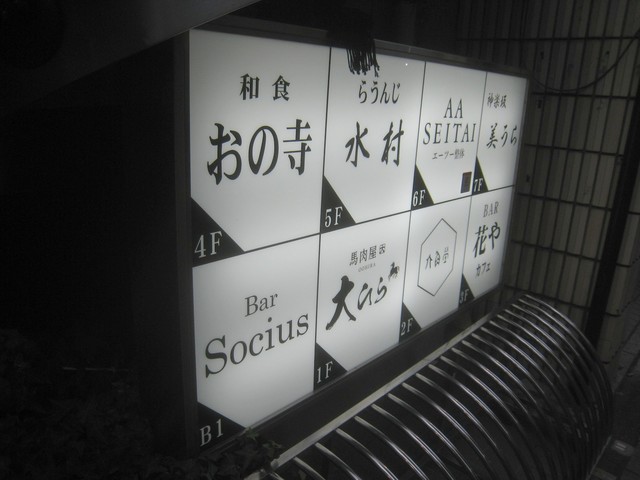 和食
おの寺
4F
らうんじ
水村
5F
AA
SEITAI
エーツー整体
6F
神楽坂
美うち
7F
Bar
Socius
B1
馬肉屋
大ひら
1F
2F
BAR
花や
カフェ
3F